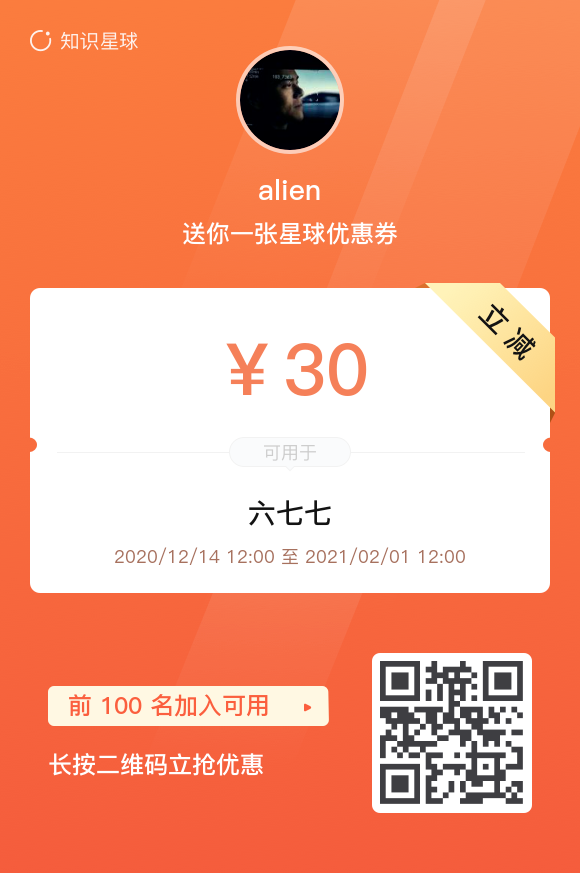 知识星球
alien
送你一张星球优惠券
立减
¥30
可用于
六七七
2020/12/14 12:00 至 2021/02/01 12:00
前 100 名加入可用
长按二维码立抢优惠